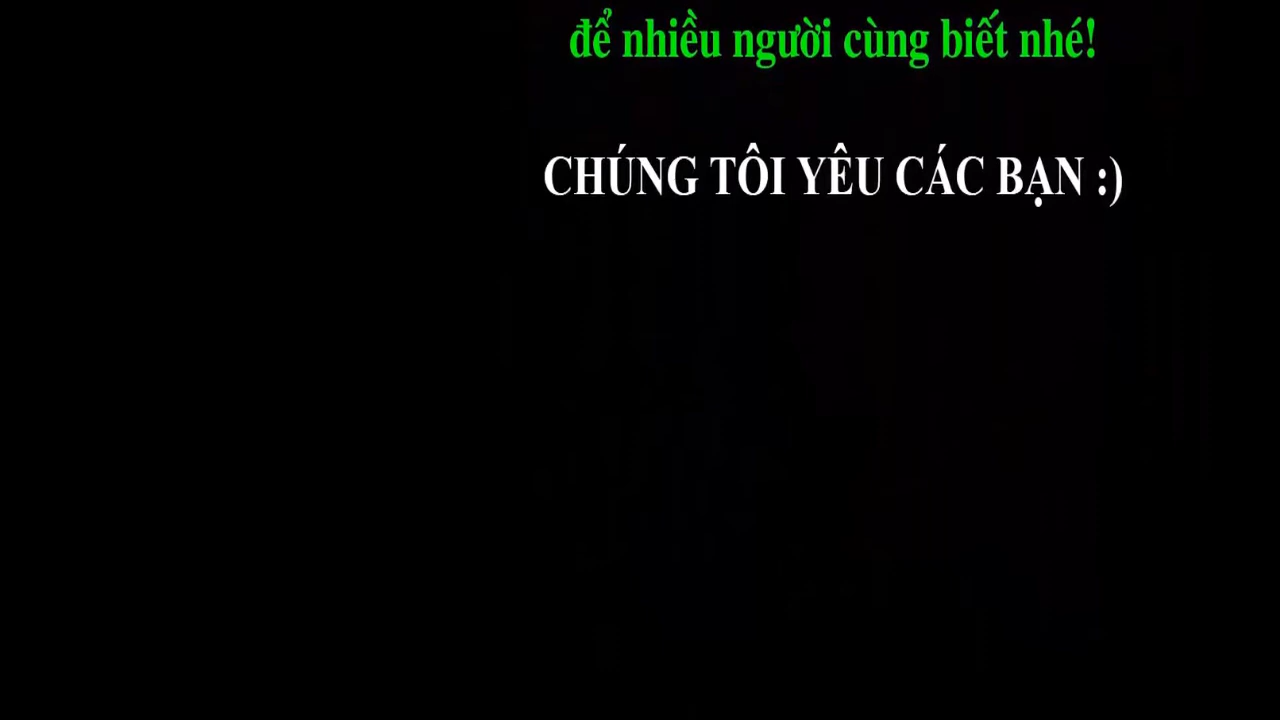 để nhiều người cùng biết nhé!
CHÚNG TÔI YÊU CÁC BẠN :)